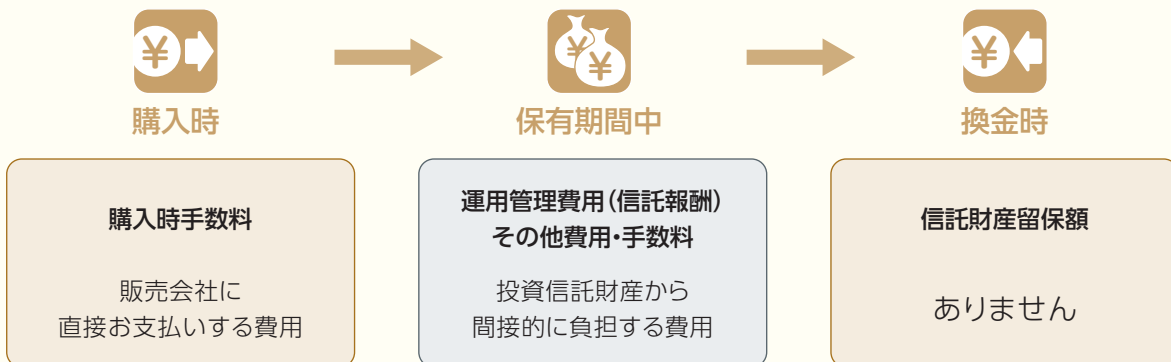 購入時
購入時手数料
販売会社に
直接お支払いする費用
保有期間中
運用管理費用(信託報酬)
その他費用・手数料
投資信託財産から
間接的に負担する費用
換金時
信託財産留保額
ありません